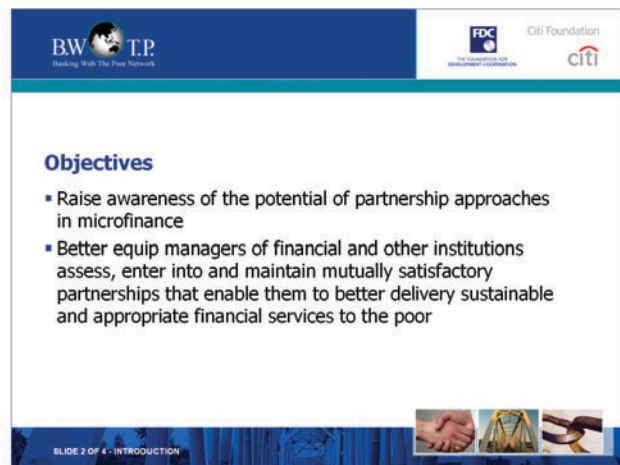 B.W T.P.
Banking With The Poor Network
FDC
THE FOUNDATION FOR
DEVELOPMENT COOPERATION
Citi Foundation
citi
Objectives
▪ Raise awareness of the potential of partnership approaches
in microfinance
▪ Better equip managers of financial and other institutions
assess, enter into and maintain mutually satisfactory
partnerships that enable them to better delivery sustainable
and appropriate financial services to the poor
SLIDE 2 OF 4 - INTRODUCTION